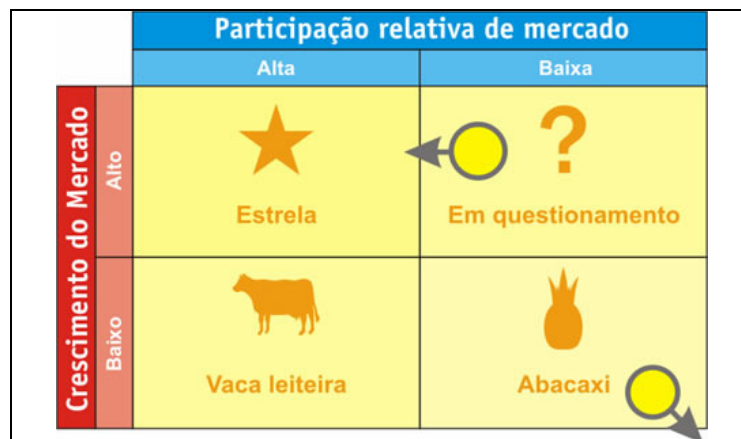 Participação relativa de mercado
Alta
Baixa
Crescimento do Mercado
Alto
?
Estrela
Em questionamento
Baixo
Vaca leiteira
Abacaxi